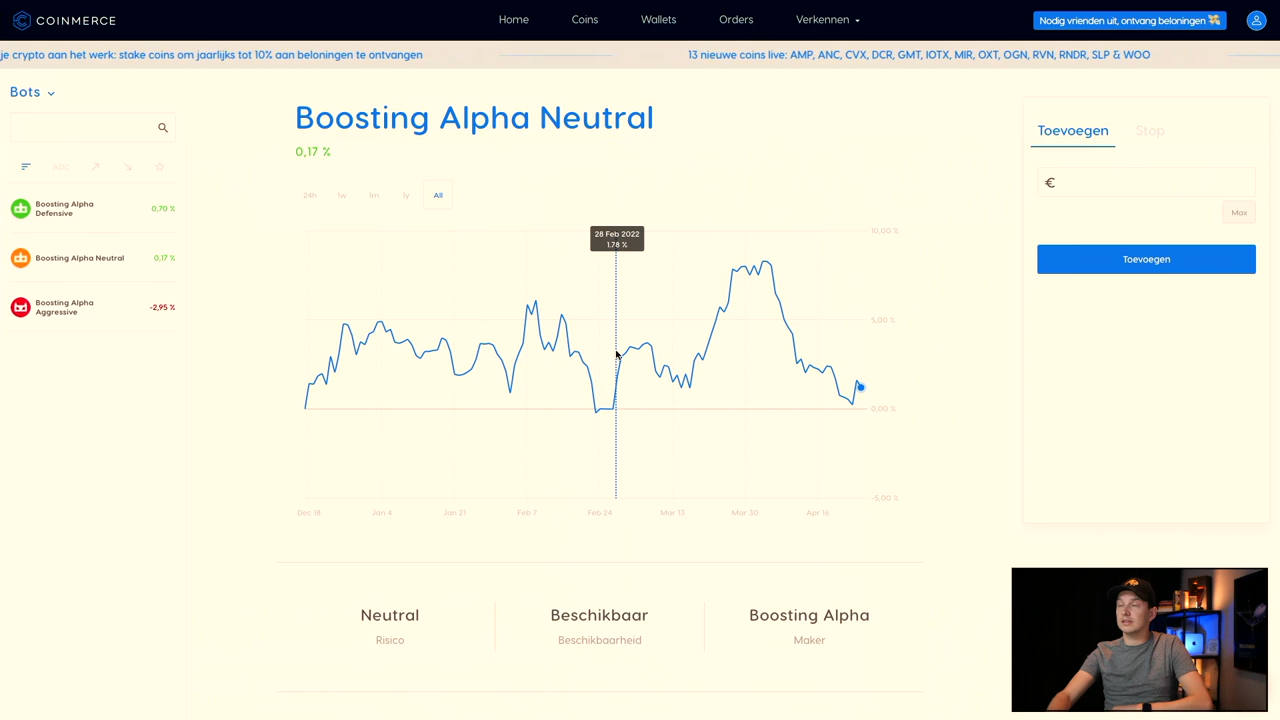 COINMERCE
Home
Coins
Wallets
Orders
Verkennen
Nodig vrienden uit, ontvang beloningen
je crypto aan het werk: stake coins om jaarlijks tot 10% aan beloningen te ontvangen
13 nieuwe coins live: AMP, ANC, CVX, DCR, GMT, IOTX, MIR, OXT, OGN, RVN, RNDR, SLP & WOO
Bots
ABC
Boosting Alpha
Defensive
0,70 %
Boosting Alpha Neutral
0,17 %
Boosting Alpha
Aggressive
-2,95 %
Boosting Alpha Neutral
0,17 %
24h
1w
1m
1y
All
28 Feb 2022
1.78 %
10,00 %
5,00 %
0,00 %
-5,00 %
Dec 18
Jan 4
Jan 21
Feb 7
Feb 24
Mar 13
Mar 30
Apr 16
Neutral
Risico
Beschikbaar
Beschikbaarheid
Boosting Alpha
Maker
Toevoegen
Stop
€
Max
Toevoegen